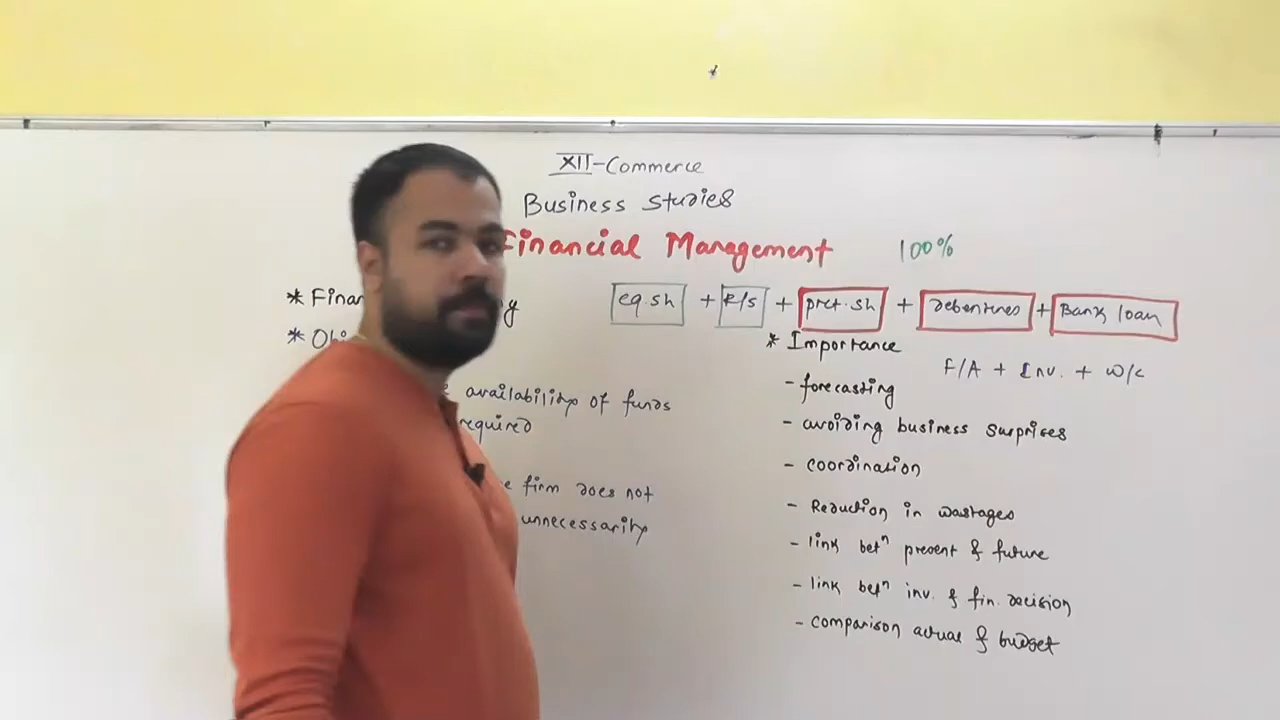 XII-Commerce
Business Studies
Financial Management 100%
* Finan
eq.sh + R/s + pref.sh + Debentures + Bank loan
* Obj
* Importance
F/A + Inv. + W/C
- forecasting
availability of funds
required
- avoiding business surprises
- coordination
firm does not
- Reduction in wastages
unnecessarily
- link betn present & future
- link betn inv. & fin. decision
- comparison actual & budget